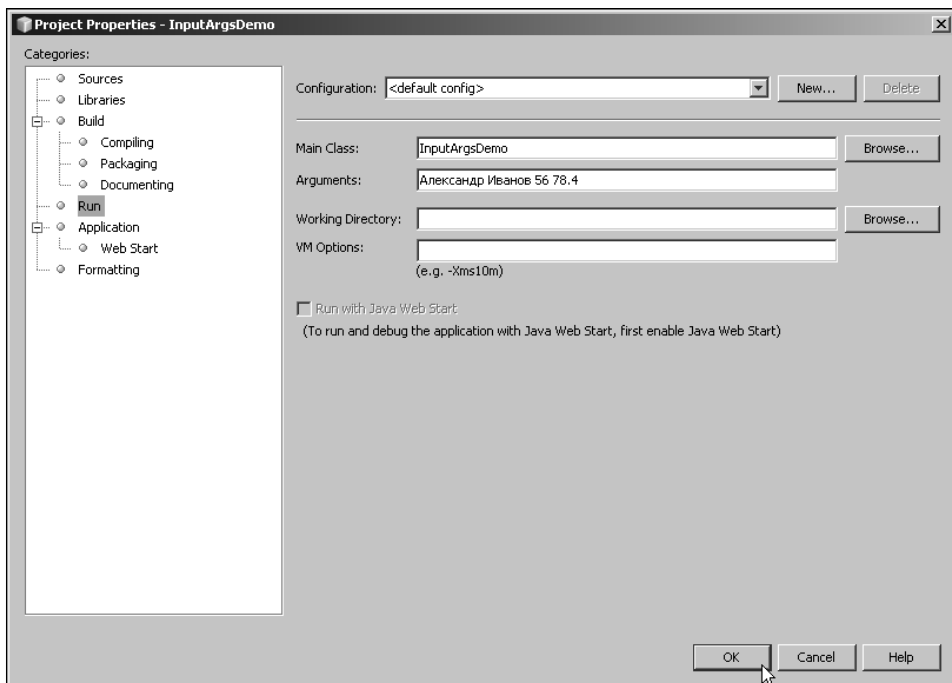 Project Properties - InputArgsDemo
Categories:
Sources
Libraries
Build
Compiling
Packaging
Documenting
Run
Application
Web Start
Formatting
Configuration: <default config> New... Delete
Main Class: InputArgsDemo Browse...
Arguments: Александр Иванов 56 78.4
Working Directory: Browse...
VM Options:
(e.g. -Xms10m)
Run with Java Web Start
(To run and debug the application with Java Web Start, first enable Java Web Start)
OK Cancel Help